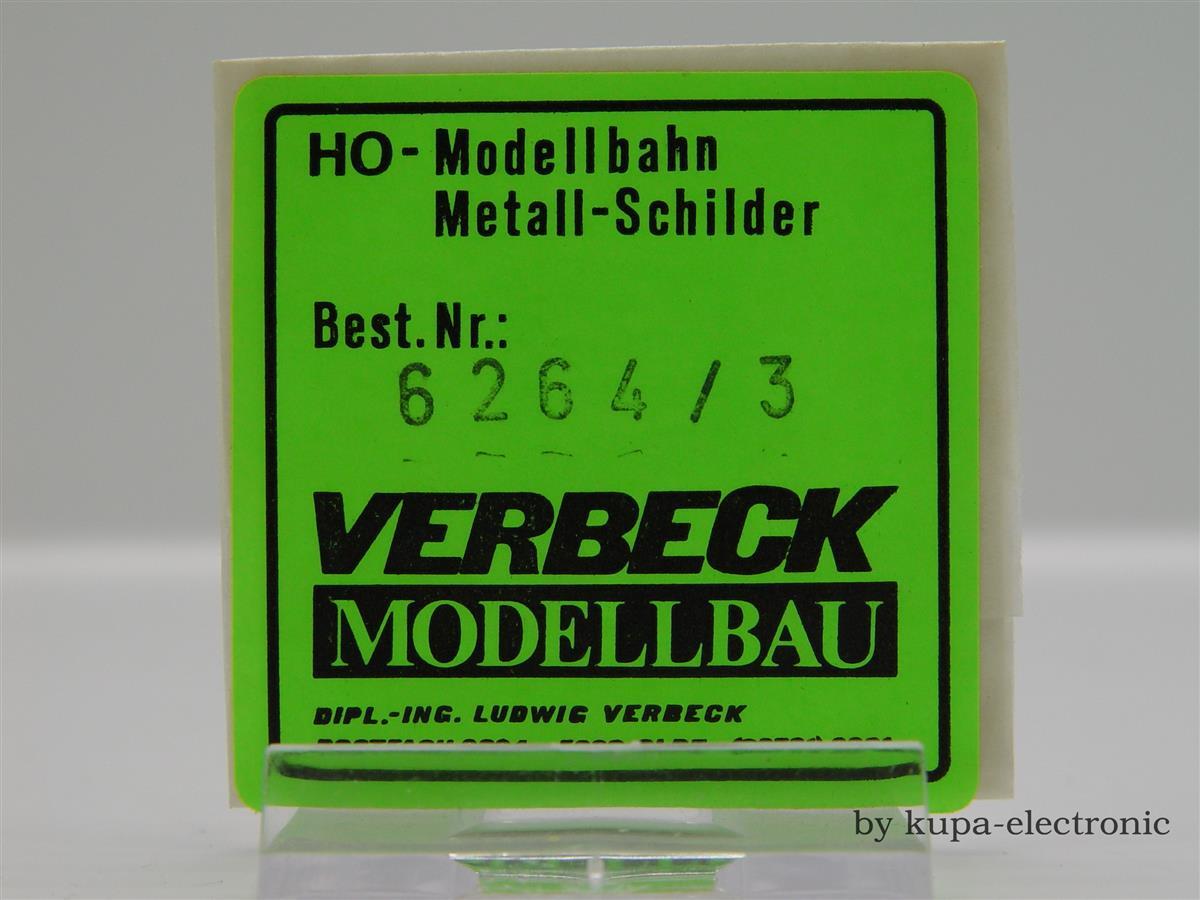 HO - Modellbahn
Metall-Schilder
Best.Nr.:
6264/3
VERBECK
MODELLBAU
DIPL.-ING. LUDWIG VERBECK
by kupa-electronic